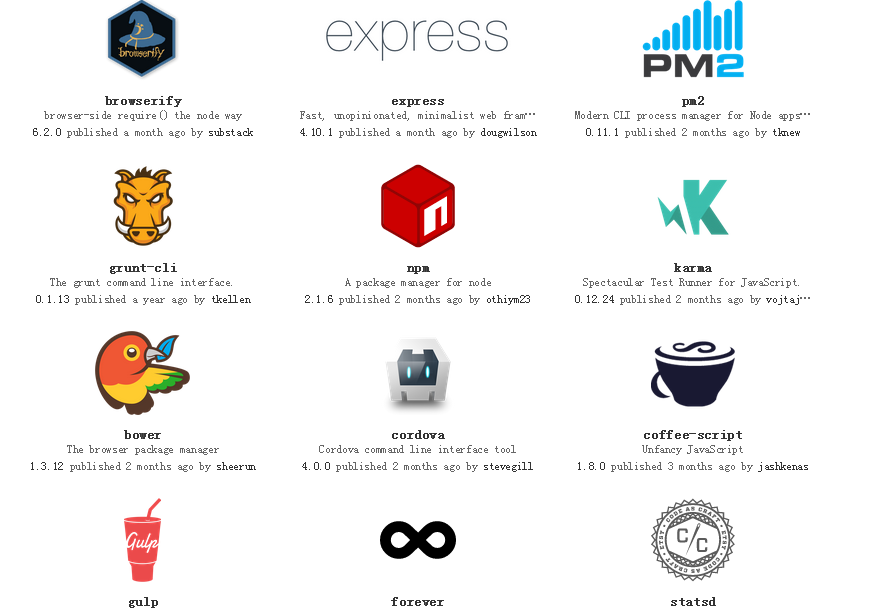 browserify
express
PM2
browserify
browser-side require() the node way
6.2.0 published a month ago by substack
express
Fast, unopinionated, minimalist web fram…
4.10.1 published a month ago by dougwilson
pm2
Modern CLI process manager for Node apps…
0.11.1 published 2 months ago by tknew
n
K
grunt-cli
The grunt command line interface.
0.1.13 published a year ago by tkellen
npm
A package manager for node
2.1.6 published 2 months ago by othiym23
karma
Spectacular Test Runner for JavaScript.
0.12.24 published 2 months ago by vojtaj…
bower
The browser package manager
1.3.12 published 2 months ago by sheerun
cordova
Cordova command line interface tool
4.0.0 published 2 months ago by stevegill
coffee-script
Unfancy JavaScript
1.8.0 published 3 months ago by jashkenas
Gulp
CODE AS CRAFT
ETSY
C/C
ETSY
CODE AS CRAFT
gulp
forever
statsd